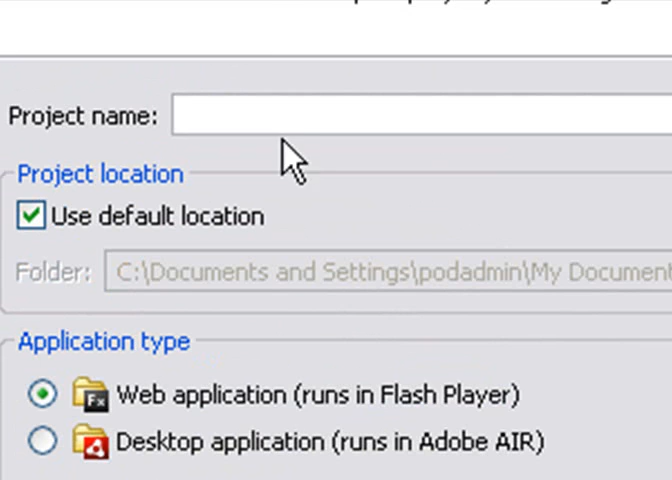 Project name:
Project location
Use default location
Folder: C:\Documents and Settings\podadmin\My Document
Application type
Fx Web application (runs in Flash Player)
Desktop application (runs in Adobe AIR)